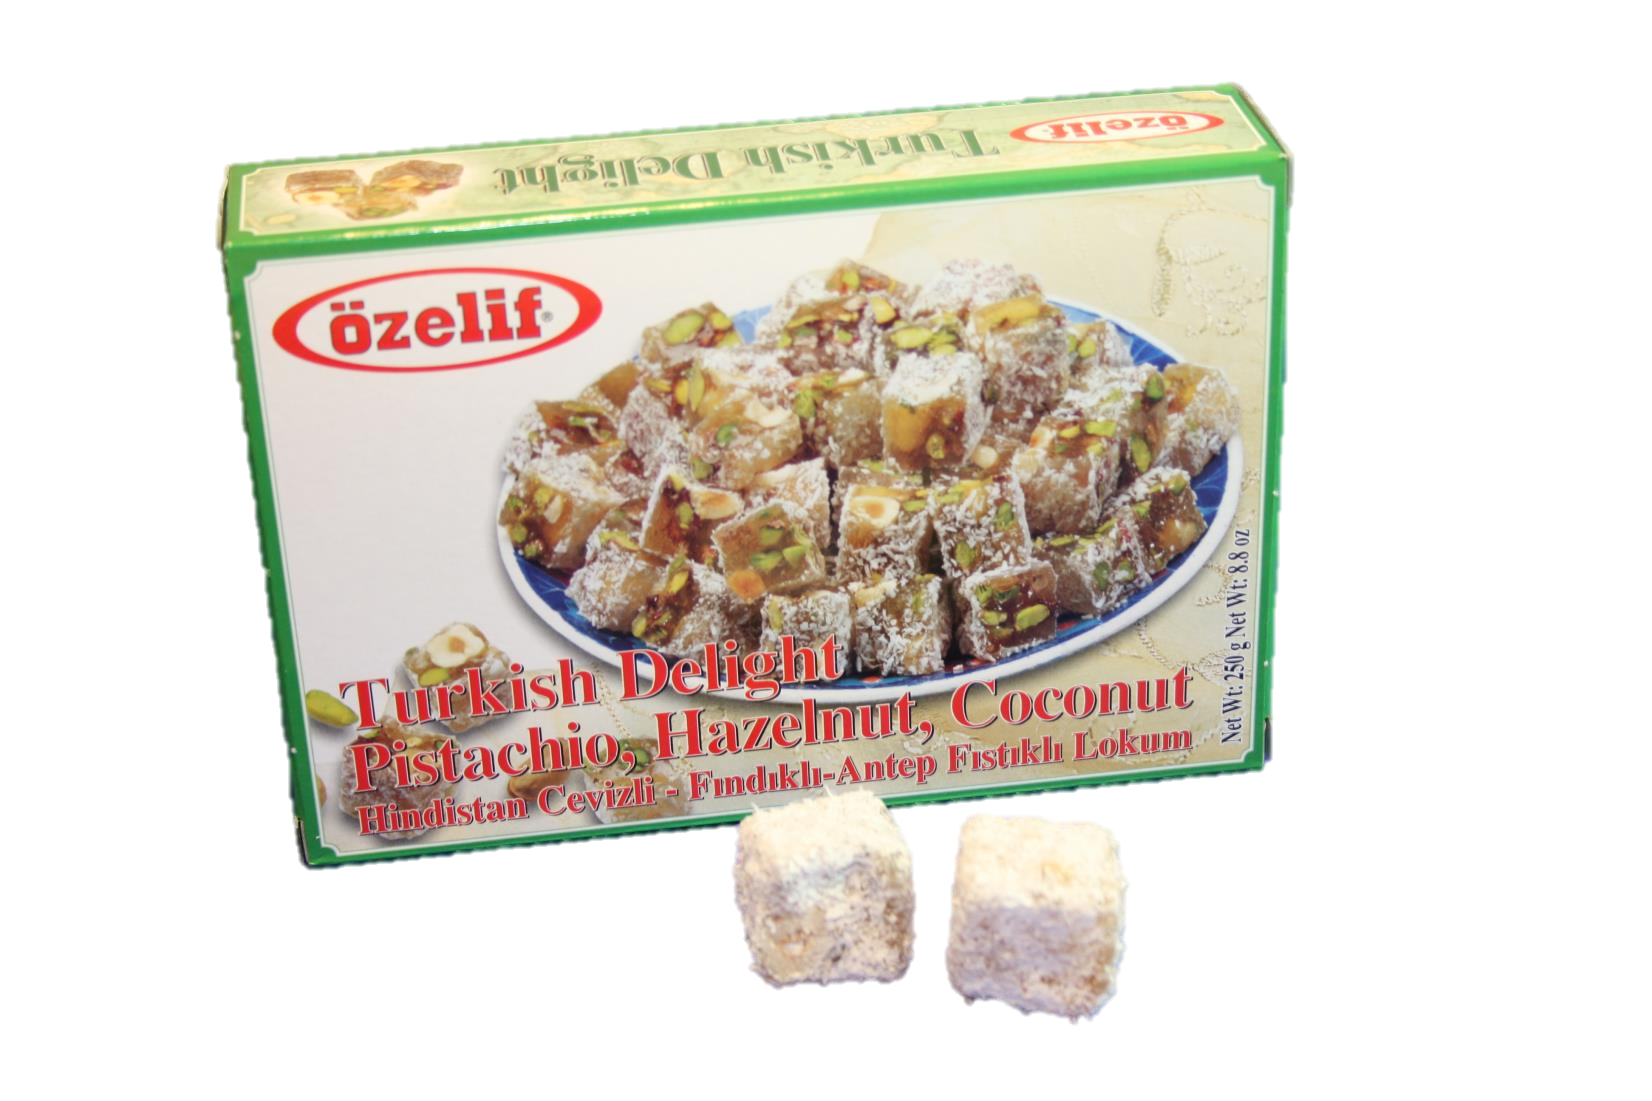 Turkish Delight
özelif
özelif®
Turkish Delight
Pistachio, Hazelnut, Coconut
Hindistan Cevizli - Fındıklı-Antep Fıstıklı Lokum
Net Wt: 250 g Net Wt: 8.8 oz